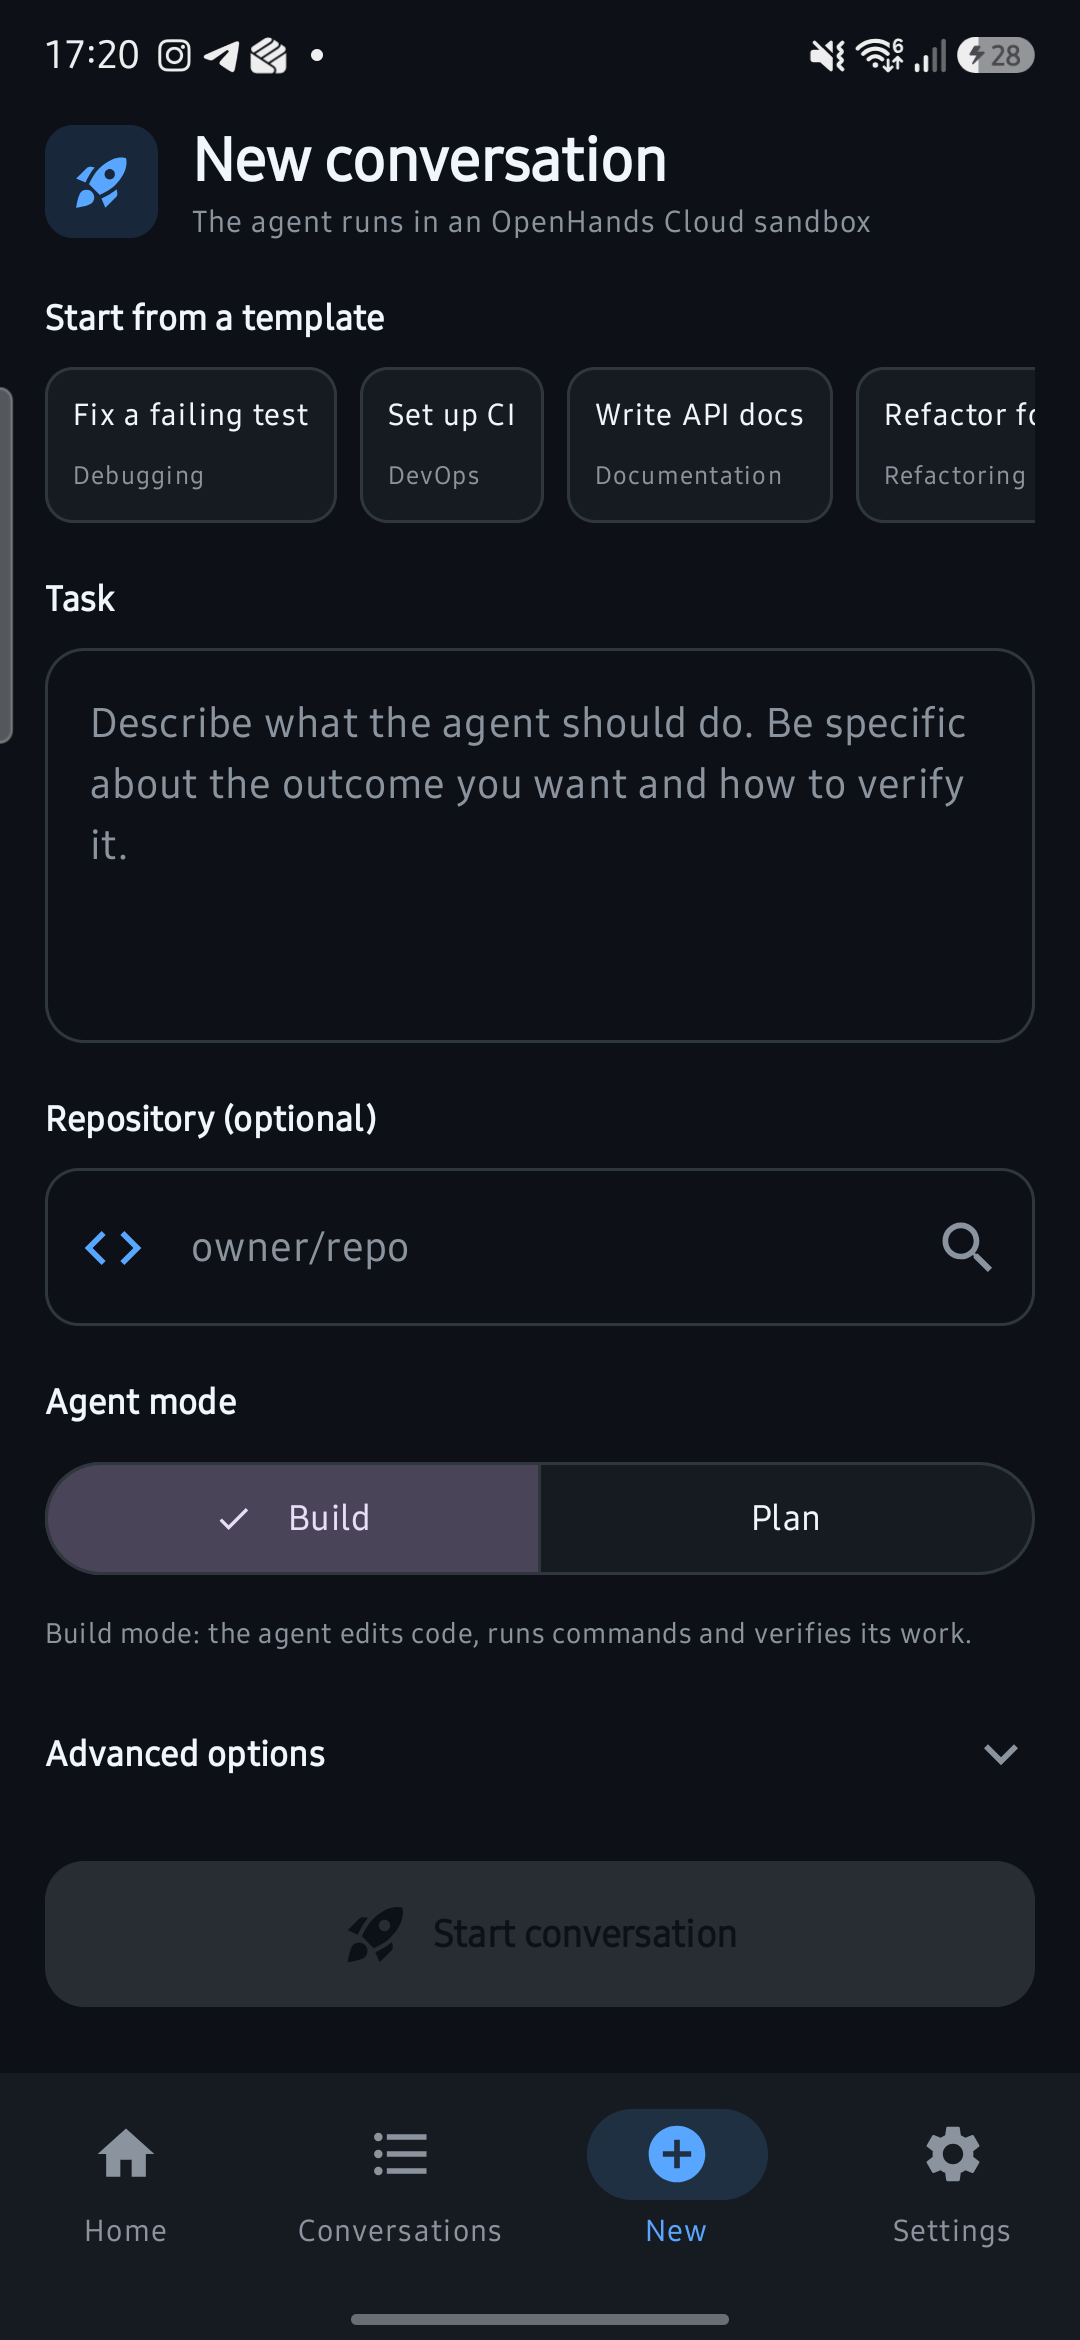 17:20
6
28
New conversation
The agent runs in an OpenHands Cloud sandbox
Start from a template
Fix a failing test
Debugging
Set up CI
DevOps
Write API docs
Documentation
Refactor
Refactoring
Task
Describe what the agent should do. Be specific
about the outcome you want and how to verify
it.
Repository (optional)
owner/repo
Agent mode
Build
Plan
Build mode: the agent edits code, runs commands and verifies its work.
Advanced options
Start conversation
Home
Conversations
New
Settings